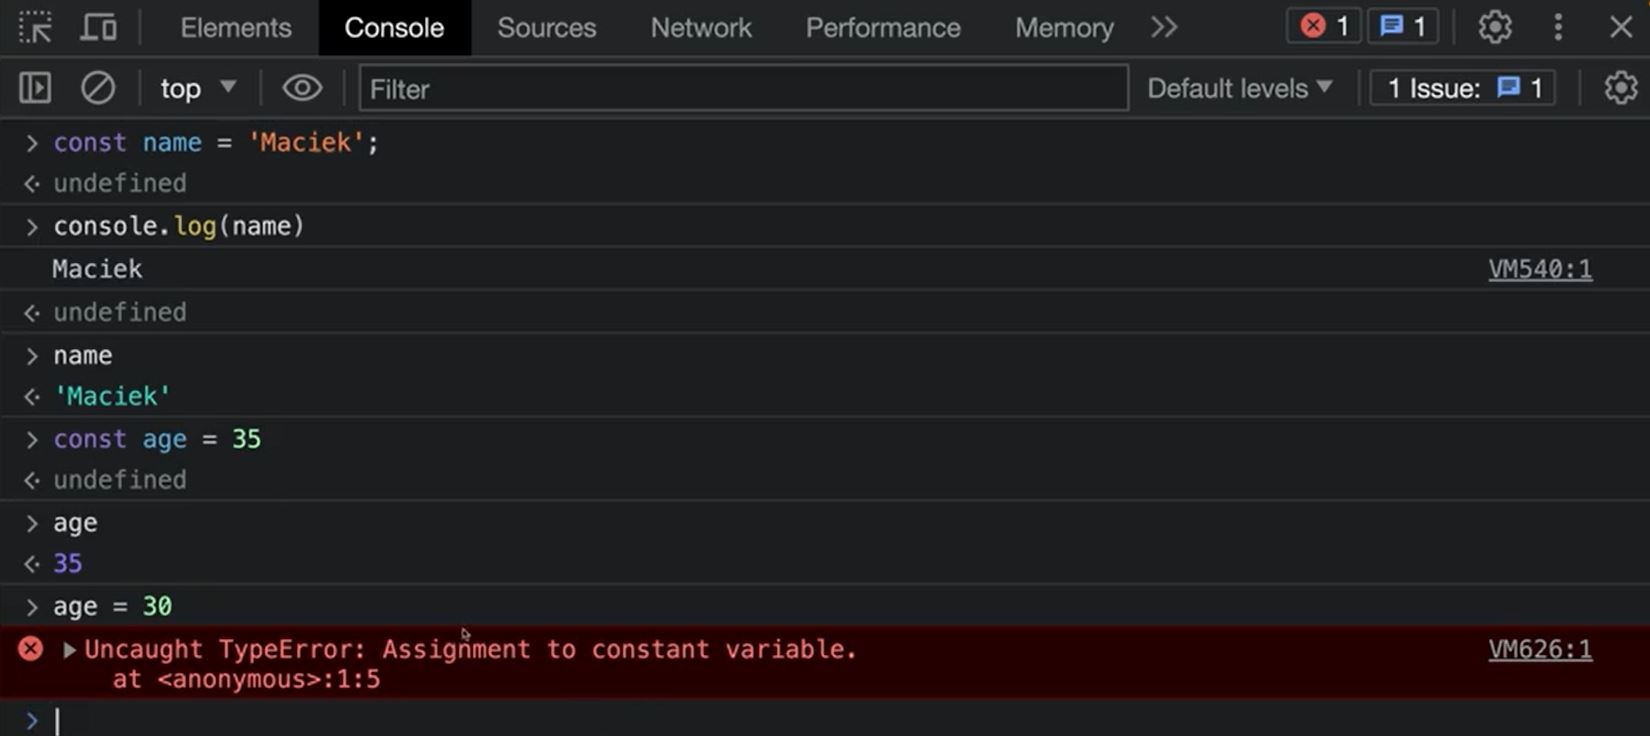 Elements Console Sources Network Performance Memory 1 1
top Filter Default levels 1 Issue: 1
> const name = 'Maciek';
undefined
> console.log(name)
Maciek VM540:1
undefined
> name
'Maciek'
> const age = 35
undefined
> age
35
> age = 30
Uncaught TypeError: Assignment to constant variable. VM626:1
at <anonymous>:1:5
>